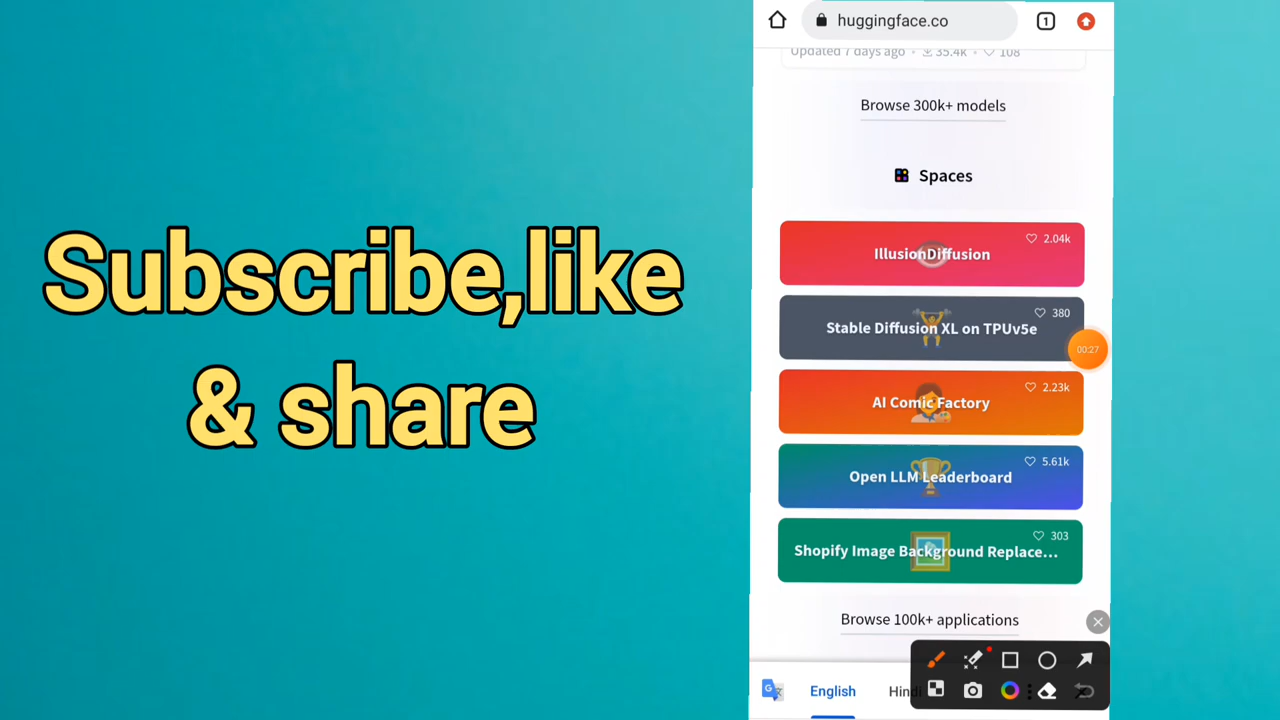 Subscribe,like
& share
huggingface.co
1
Updated 7 days ago • 35.4k • 108
Browse 300k+ models
Spaces
2.04k
IllusionDiffusion
380
Stable Diffusion XL on TPUv5e
00:27
2.23k
AI Comic Factory
5.61k
Open LLM Leaderboard
303
Shopify Image Background Replace...
Browse 100k+ applications
English